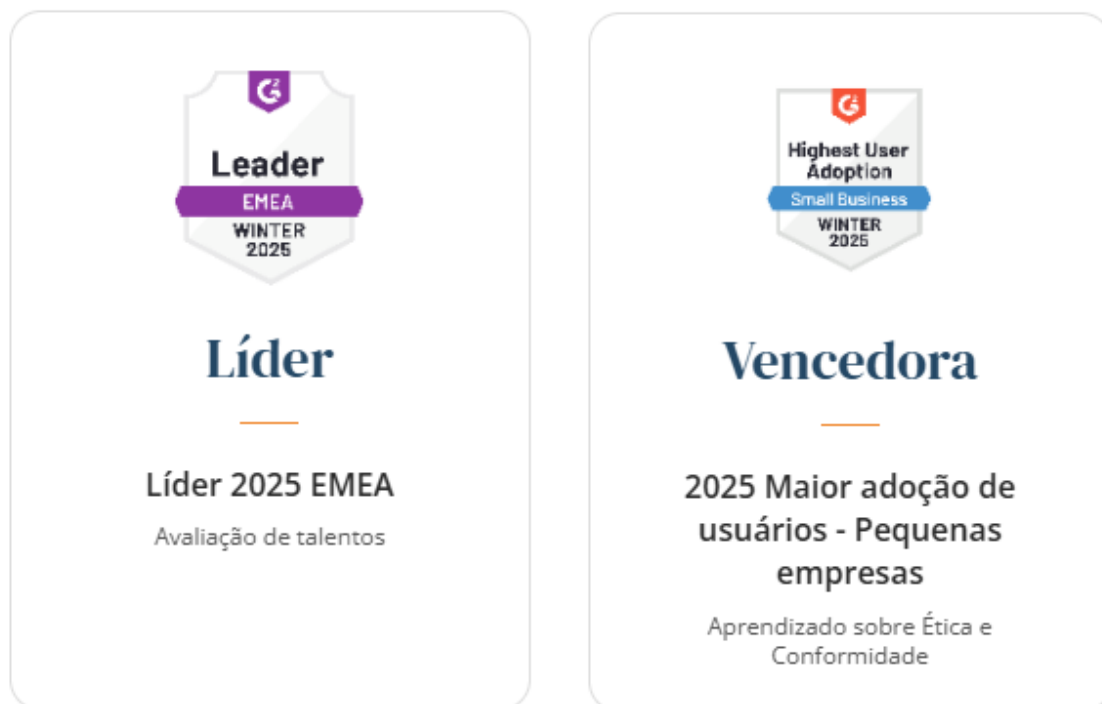 Leader
EMEA
WINTER
2025
Líder
Líder 2025 EMEA
Avaliação de talentos
Highest User
Adoption
Small Business
WINTER
2025
Vencedora
2025 Maior adoção de
usuários - Pequenas
empresas
Aprendizado sobre Ética e
Conformidade